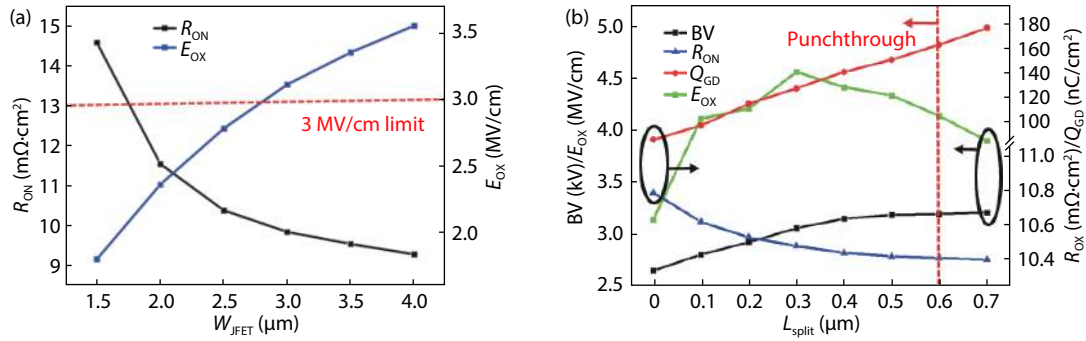 (a)
R_ON
E_OX
15
14
13
12
11
10
9
R_ON (mΩ·cm²)
3.5
3.0
2.5
2.0
E_OX (MV/cm)
3 MV/cm limit
1.5 2.0 2.5 3.0 3.5 4.0
W_JFET (μm)
(b)
BV
R_ON
Q_GD
E_OX
Punchthrough
5.0
4.5
4.0
3.5
3.0
2.5
BV (kV)/E_OX (MV/cm)
180
160
140
120
100
11.0
10.8
10.6
10.4
R_OX (mΩ·cm²)/Q_GD (nC/cm²)
0 0.1 0.2 0.3 0.4 0.5 0.6 0.7
L_split (μm)